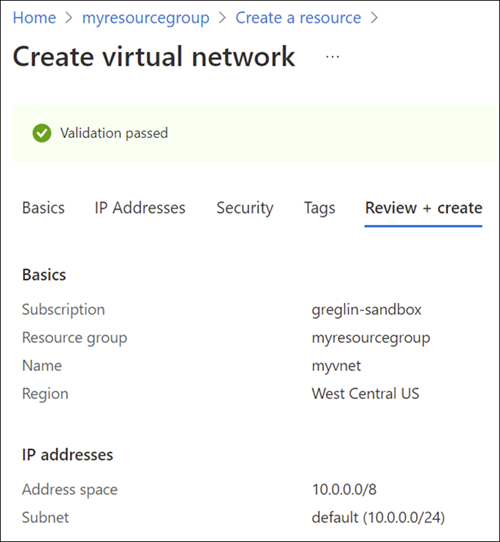 Home > myresourcegroup > Create a resource >
Create virtual network ...
Validation passed
Basics IP Addresses Security Tags Review + create
Basics
Subscription greglin-sandbox
Resource group myresourcegroup
Name myvnet
Region West Central US
IP addresses
Address space 10.0.0.0/8
Subnet default (10.0.0.0/24)